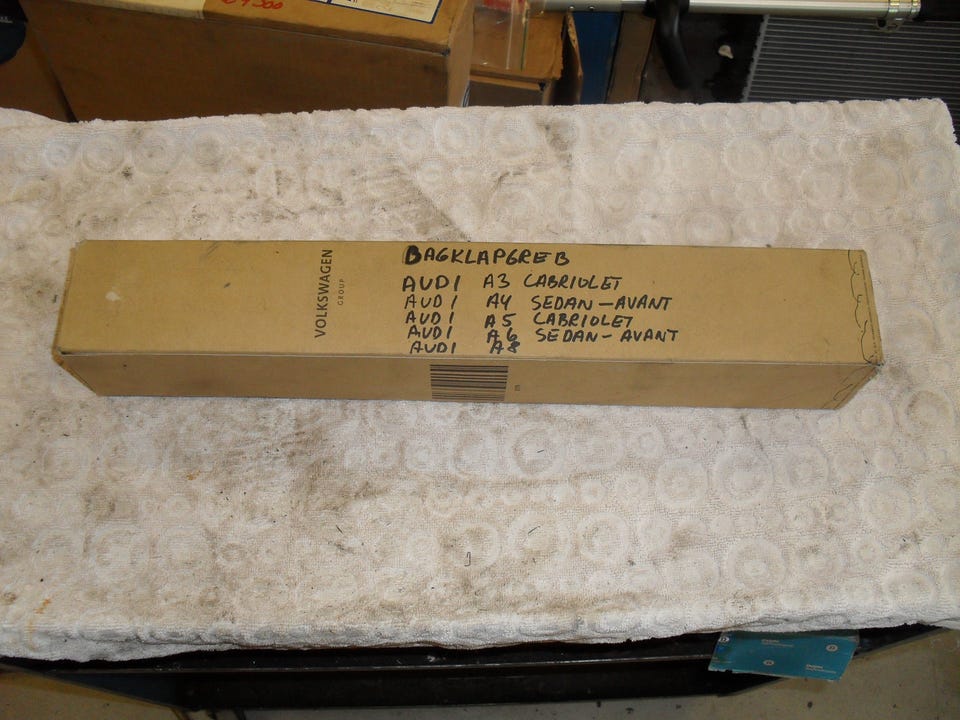 VOLKSWAGEN
GROUP
BAGKLAPGREB
AUDI A3 CABRIOLET
AUDI A4 SEDAN-AVANT
AUDI A5 CABRIOLET
AUDI A6 SEDAN-AVANT
AUDI A8